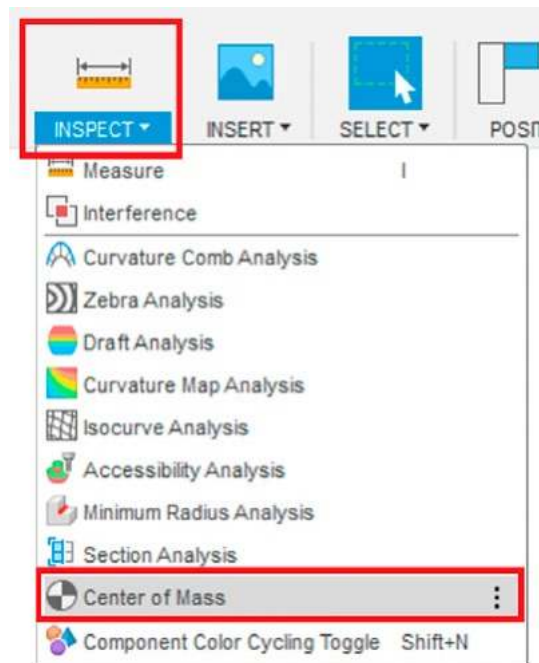 INSPECT INSERT SELECT
Measure I
Interference
Curvature Comb Analysis
Zebra Analysis
Draft Analysis
Curvature Map Analysis
Isocurve Analysis
Accessibility Analysis
Minimum Radius Analysis
Section Analysis
Center of Mass
Component Color Cycling Toggle Shift+N